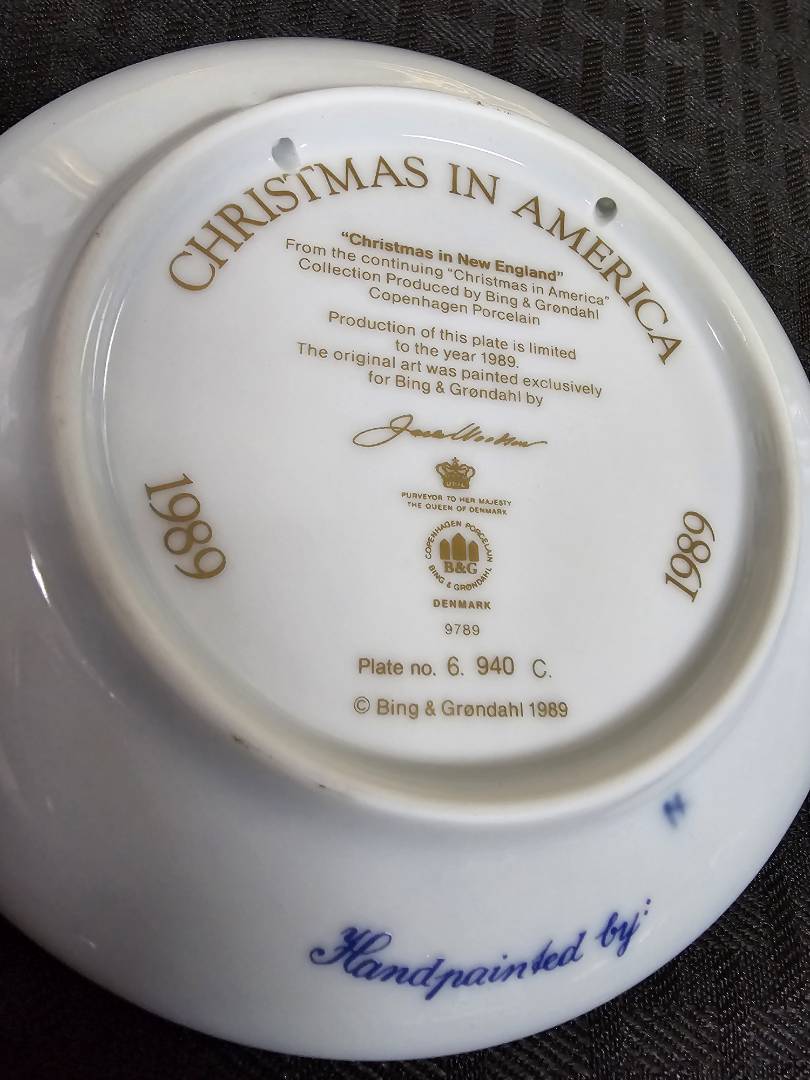 CHRISTMAS IN AMERICA
"Christmas in New England"
From the continuing "Christmas in America"
Collection Produced by Bing & Grøndahl
Copenhagen Porcelain
Production of this plate is limited
to the year 1989.
The original art was painted exclusively
for Bing & Grøndahl by
PURVEYOR TO HER MAJESTY
THE QUEEN OF DENMARK
COPENHAGEN PORCELAIN
B&G
BING & GRØNDAHL
DENMARK
9789
1989
1989
Plate no. 6. 940 C.
© Bing & Grøndahl 1989
N
Handpainted by: